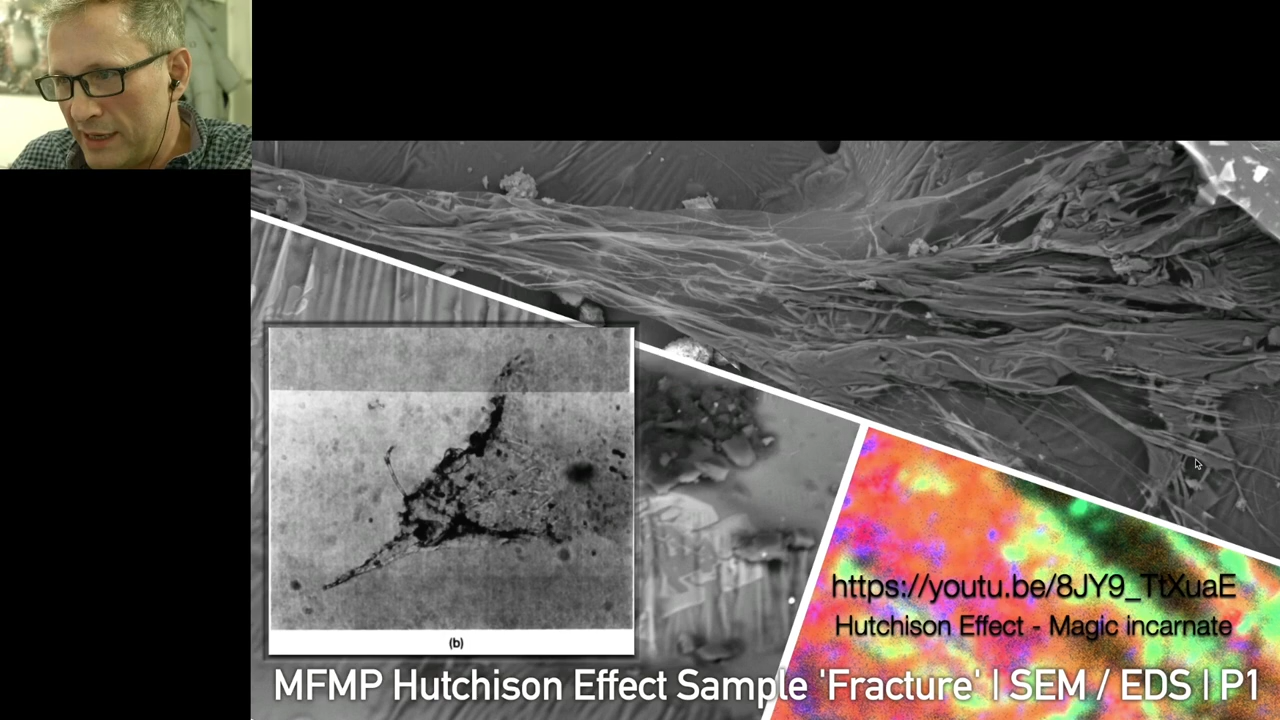 https://youtu.be/8JY9_TtXuaE
Hutchison Effect - Magic incarnate
(b)
MFMP Hutchison Effect Sample 'Fracture' | SEM / EDS | P1